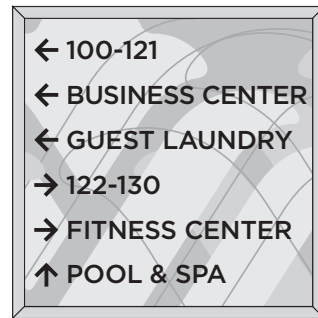 ← 100-121
← BUSINESS CENTER
← GUEST LAUNDRY
→ 122-130
→ FITNESS CENTER
↑ POOL & SPA